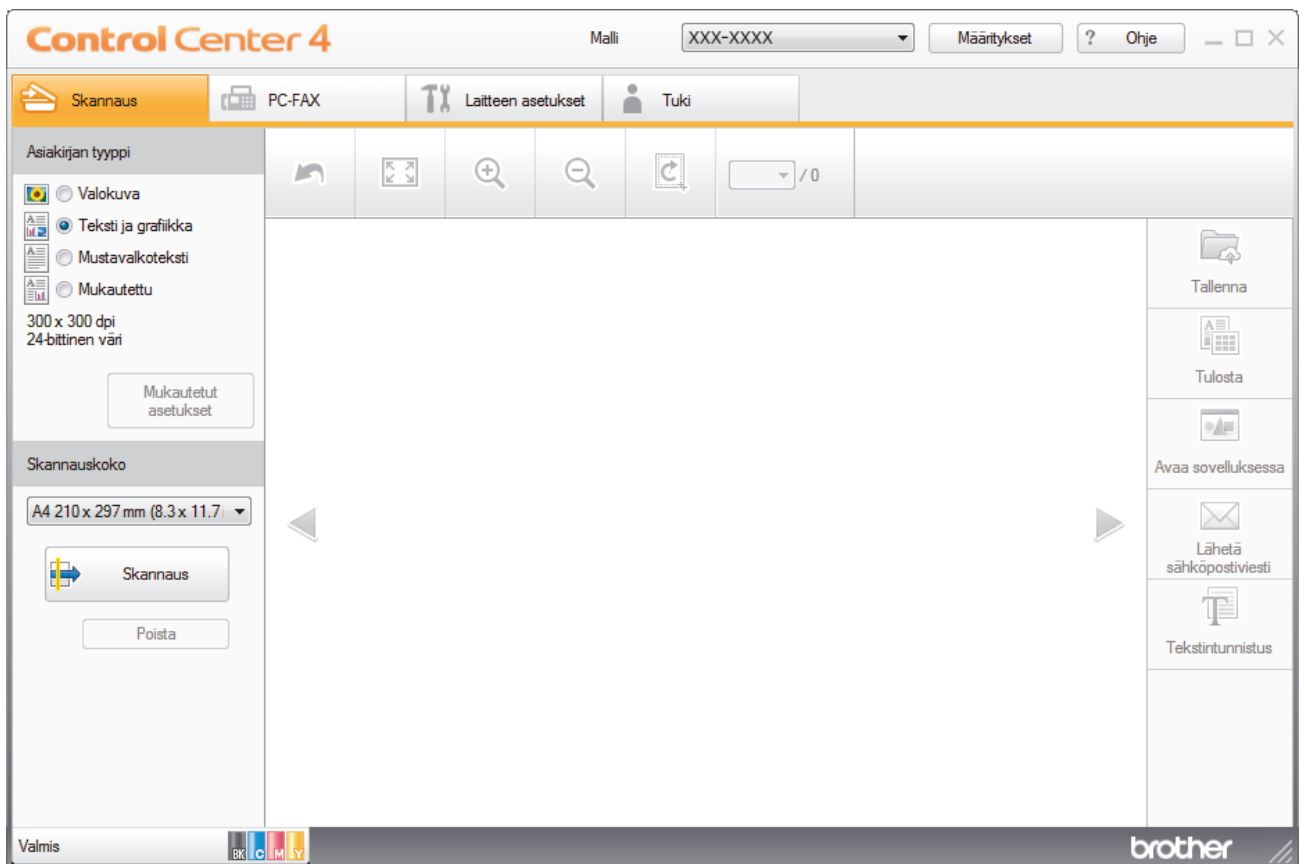 Control Center 4
Malli
XXX-XXXX
Määritykset
? Ohje
Skannaus
PC-FAX
Laitteen asetukset
Tuki
Asiakirjan tyyppi
Valokuva
Teksti ja grafiikka
Mustavalkoteksti
Mukautettu
300 x 300 dpi
24-bittinen väri
Mukautetut
asetukset
Skannauskoko
A4 210 x 297 mm (8.3 x 11.7
Skannaus
Poista
/ 0
Tallenna
Tulosta
Avaa sovelluksessa
Lähetä
sähköpostiviesti
Tekstintunnistus
Valmis
BK C M Y
brother